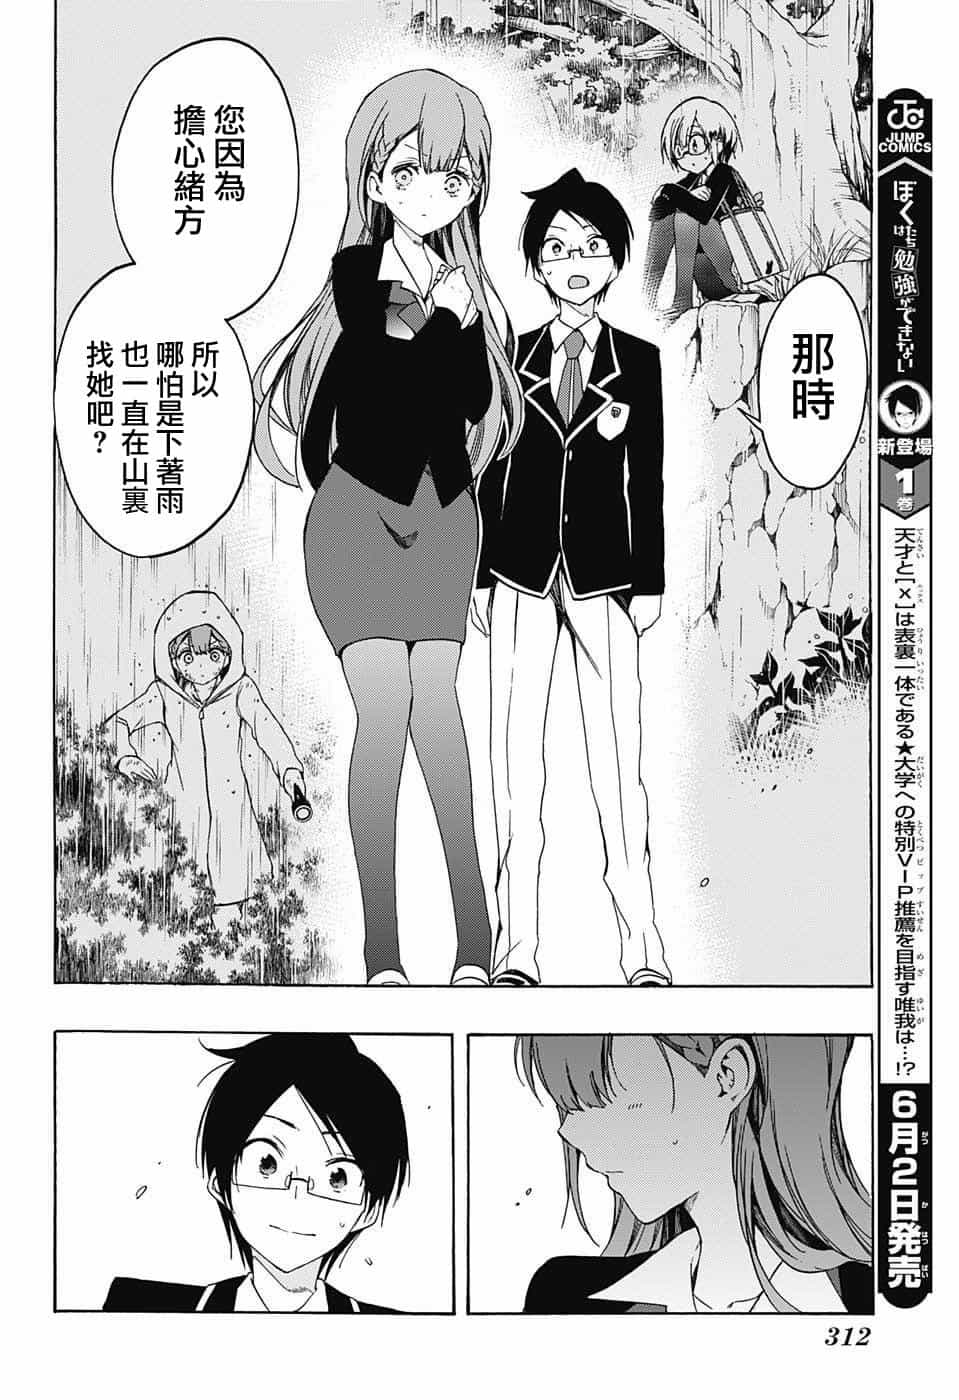 那時
您因為
擔心緒方
所以
哪怕是下著雨
也一直在山裏
找她吧？
JC
JUMP
COMICS
ぼくたちは勉強ができない
新登場
1
巻
天才と[x]は表裏一体である★大学への特別VIP推薦を目指す唯我は…!?
6月2日発売
312